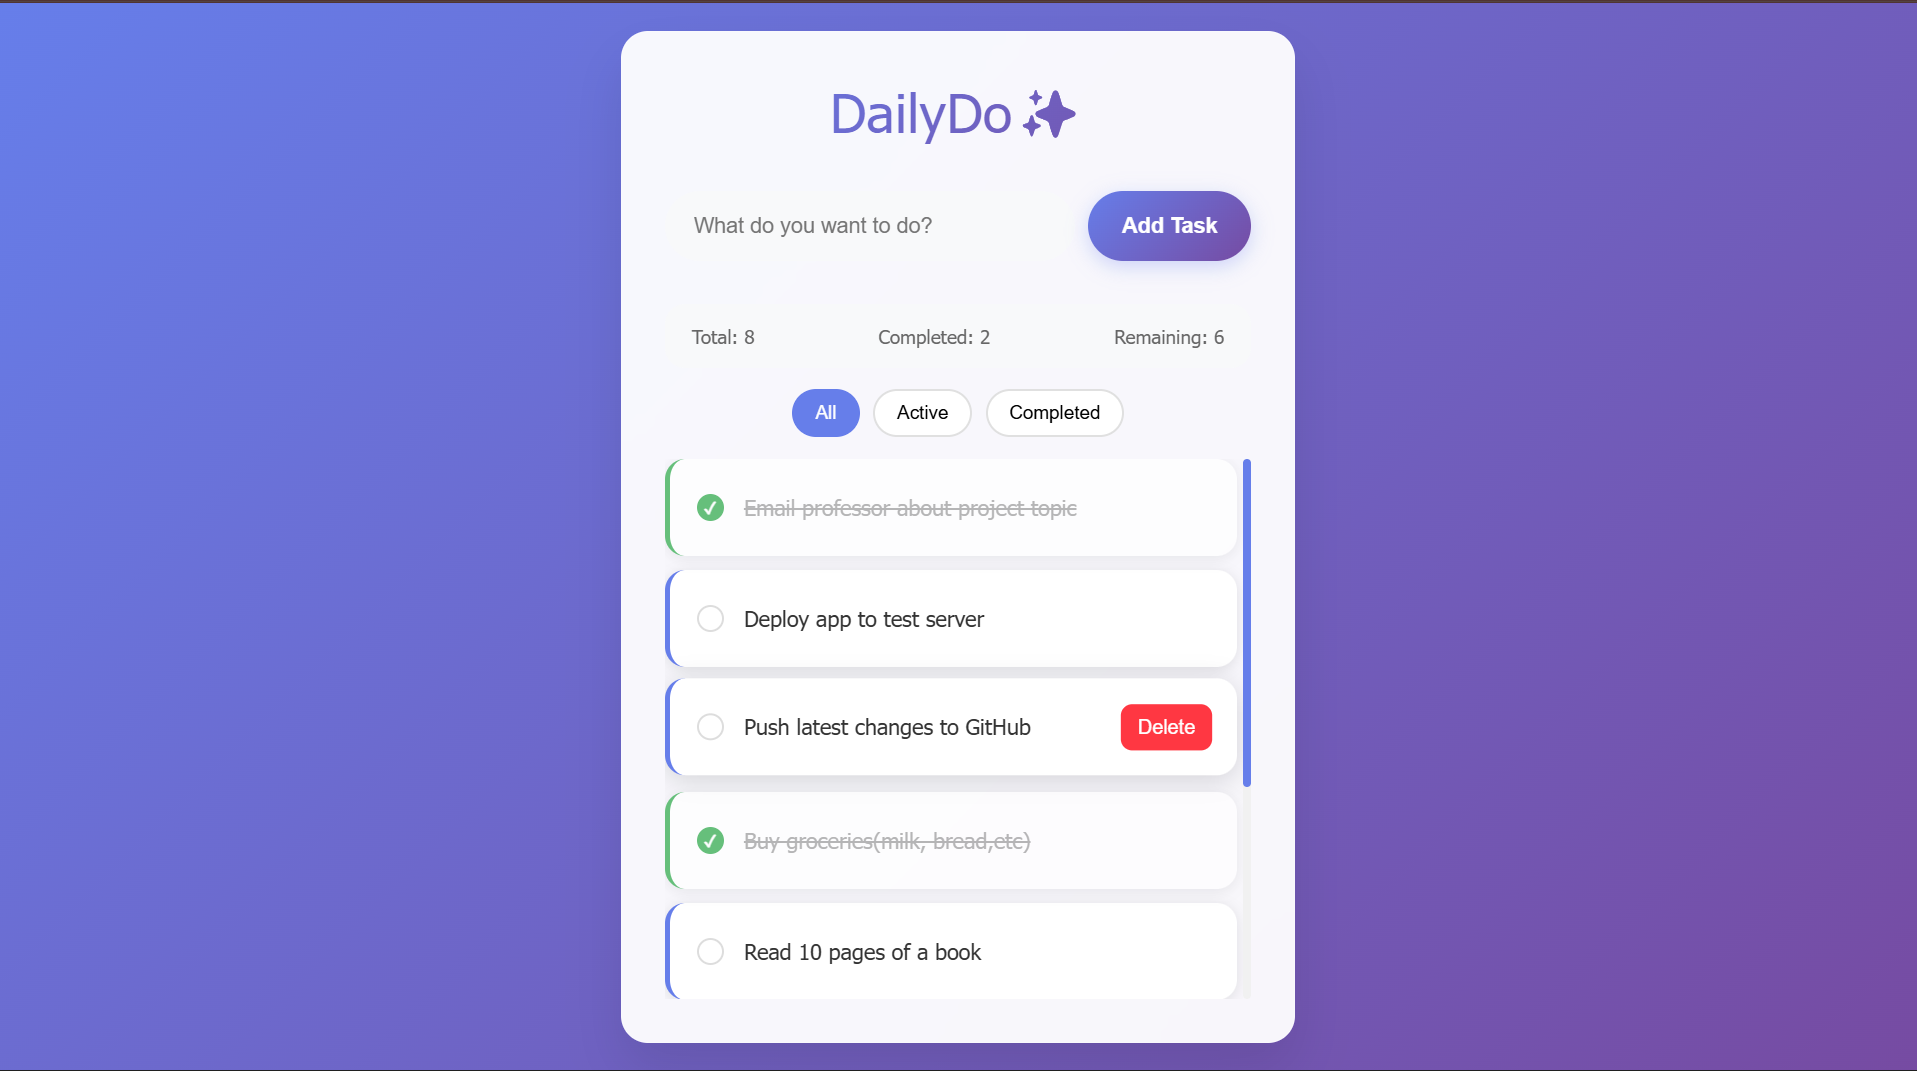 DailyDo ✨
What do you want to do? Add Task
Total: 8 Completed: 2 Remaining: 6
All Active Completed
Email professor about project topic
Deploy app to test server
Push latest changes to GitHub Delete
Buy groceries(milk, bread,etc)
Read 10 pages of a book